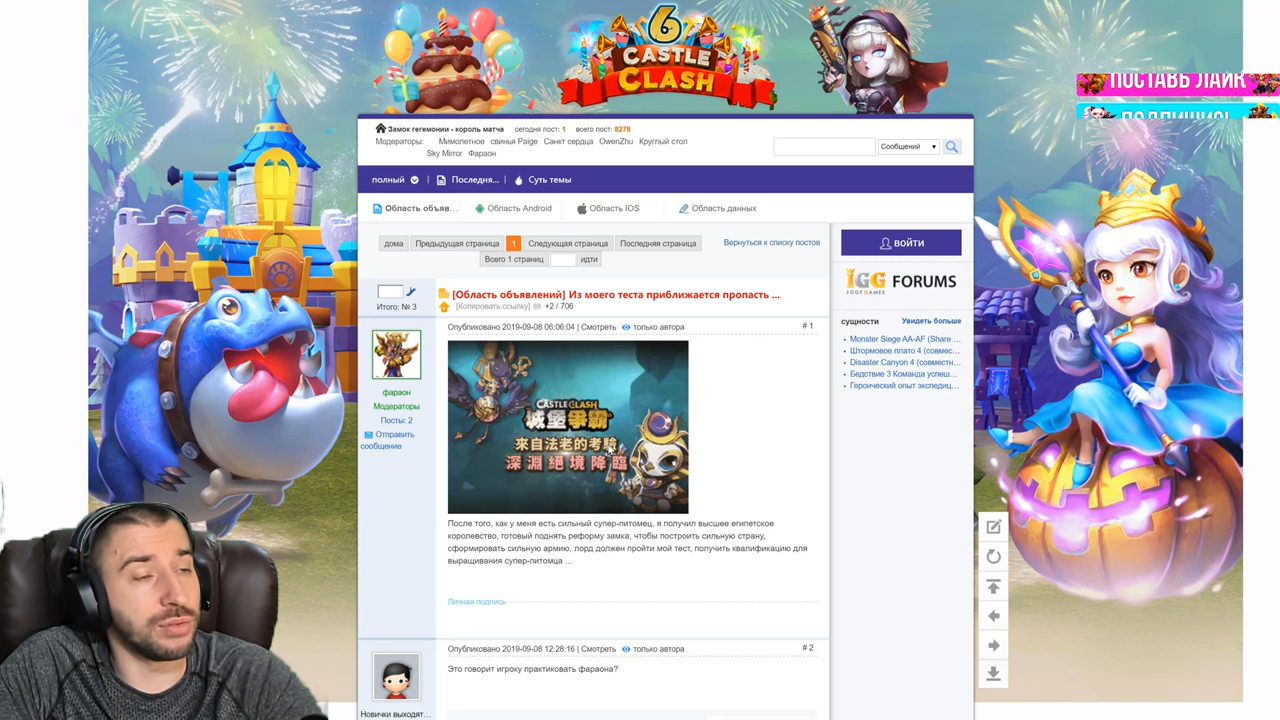 6
CASTLE
CLASH
ПОСТАВЬ ЛАЙК
ПОДПИШИСЬ
Замок гегемонии - король матча сегодня пост: 1 всего пост: 8278
Модераторы: Мимолетное свинья Paige Санкт сердца OwenZhu Круглый стоп
Sky Mirror Фараон
Сообщений
полный Последня... Суть темы
Область объяв... Область Android Область IOS Область данных
дома Предыдущая страница 1 Следующая страница Последняя страница
Всего 1 страниц идти
Вернуться к списку постов
войти
IGG FORUMS
I GOT GAMES
Итого: № 3
[Область объявлений] Из моего теста приближается пропасть ...
[Копировать ссылку] +2 / 706
сущности Увидеть больше
Monster Siege AA-AF (Share ...
Штормовое плато 4 (совмес...
Disaster Canyon 4 (совместн...
Бедствие 3 Команда успеш...
Героический опыт экспедиц...
Опубликовано 2019-09-08 06:06:04 | Смотреть только автора # 1
фараон
Модераторы
Посты: 2
Отправить
сообщение
CASTLE CLASH
城堡爭霸
來自法老的考驗
深淵絕境降臨
После того, как у меня есть сильный супер-питомец, я получил высшее египетское
королевство, готовый поднять реформу замка, чтобы построить сильную страну,
сформировать сильную армию, лорд должен пройти мой тест, получить квалификацию для
выращивания супер-питомца ...
Личная подпись
Опубликовано 2019-09-08 12:28:16 | Смотреть только автора # 2
Это говорит игроку практиковать фараона?
Новички выходят...